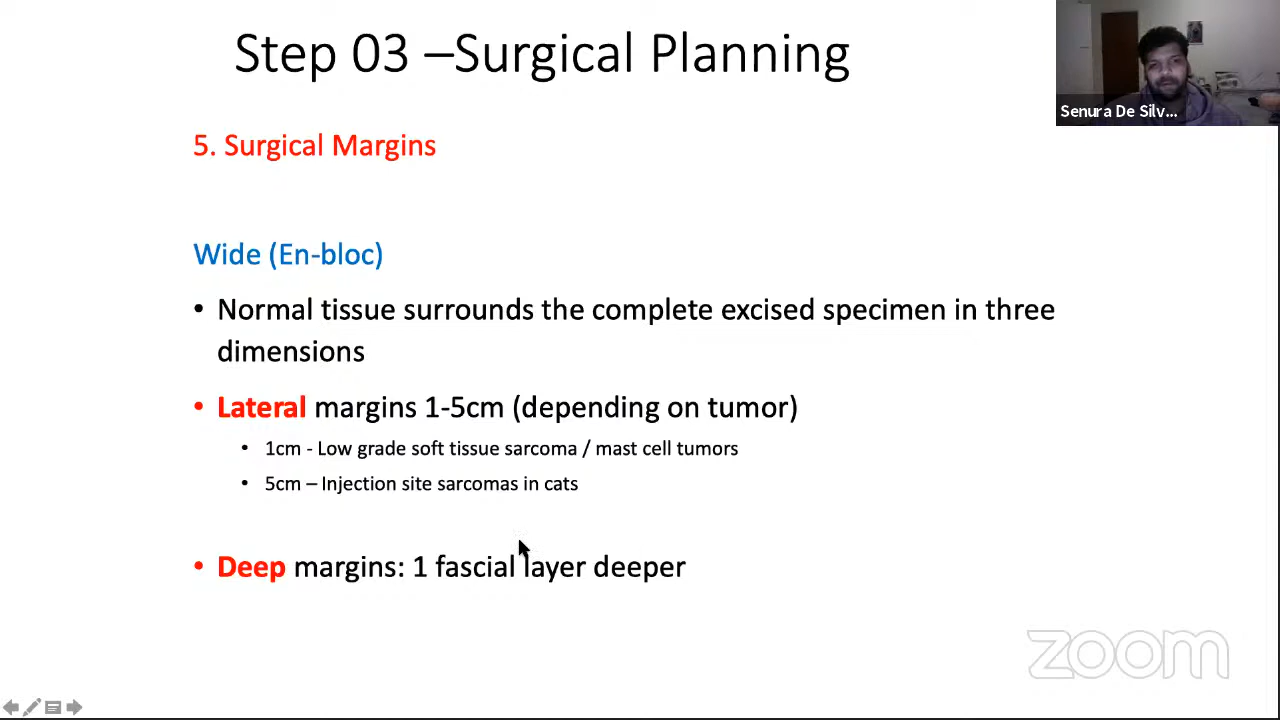 Step 03 –Surgical Planning
Senura De Silv...
5. Surgical Margins
Wide (En-bloc)
• Normal tissue surrounds the complete excised specimen in three
dimensions
• Lateral margins 1-5cm (depending on tumor)
• 1cm - Low grade soft tissue sarcoma / mast cell tumors
• 5cm – Injection site sarcomas in cats
• Deep margins: 1 fascial layer deeper
zoom